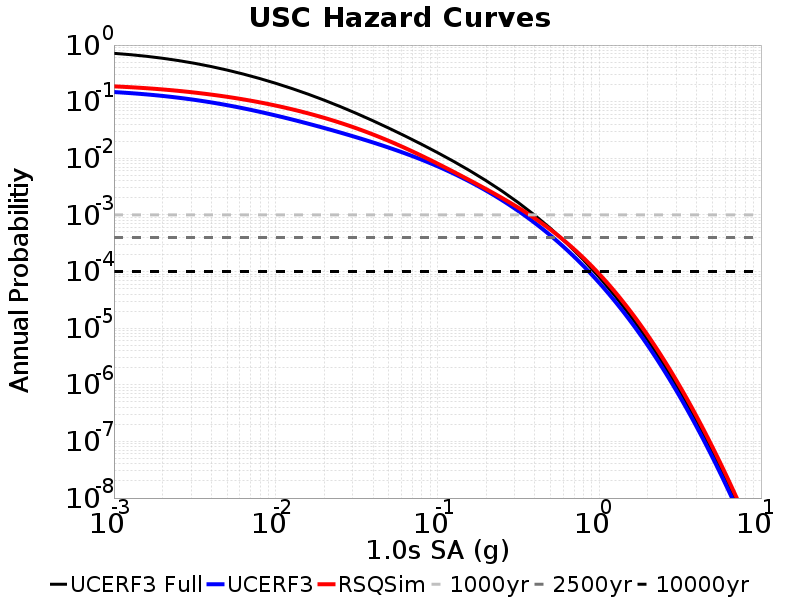 USC Hazard Curves
Annual Probabilitiy
10^0
10^-1
10^-2
10^-3
10^-4
10^-5
10^-6
10^-7
10^-8
10^-3 10^-2 10^-1 10^0 10^1
1.0s SA (g)
UCERF3 Full UCERF3 RSQSim 1000yr 2500yr 10000yr